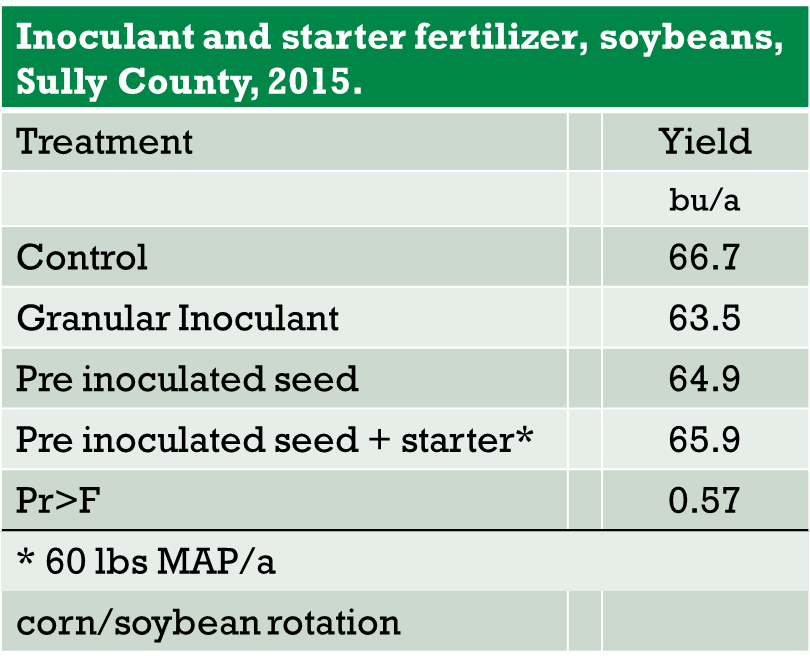 Inoculant and starter fertilizer, soybeans,
Sully County, 2015.
Treatment Yield
bu/a
Control 66.7
Granular Inoculant 63.5
Pre inoculated seed 64.9
Pre inoculated seed + starter* 65.9
Pr>F 0.57
* 60 lbs MAP/a
corn/soybean rotation